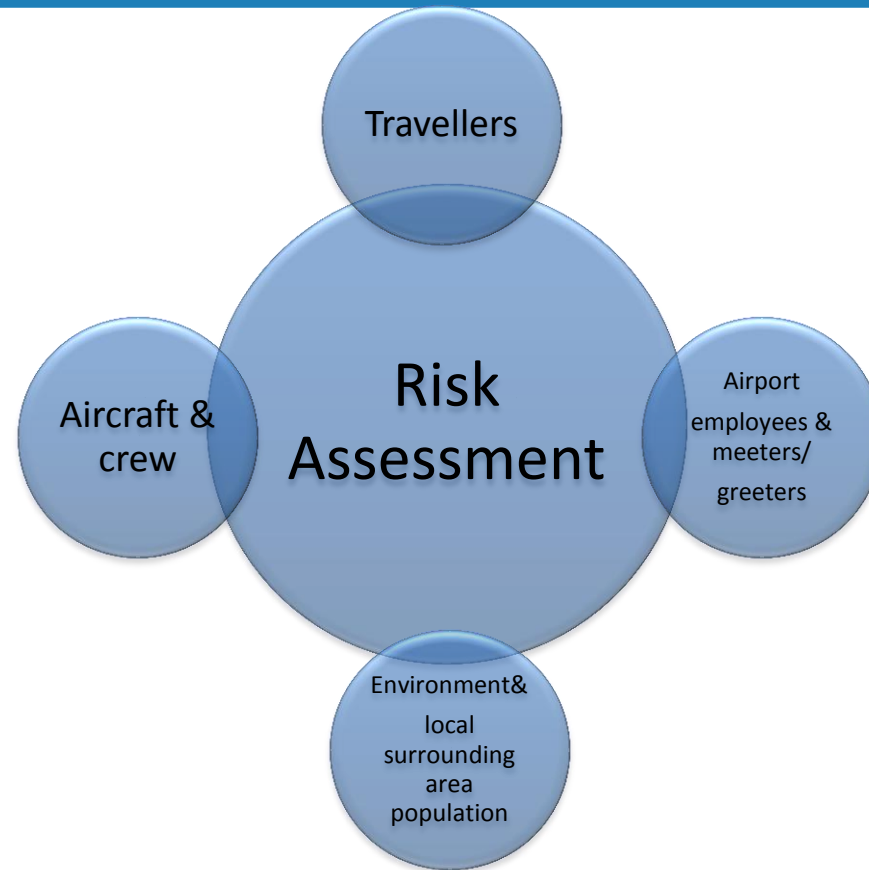 Travellers
Aircraft &
crew
Risk
Assessment
Airport
employees &
meeters/
greeters
Environment&
local
surrounding
area
population